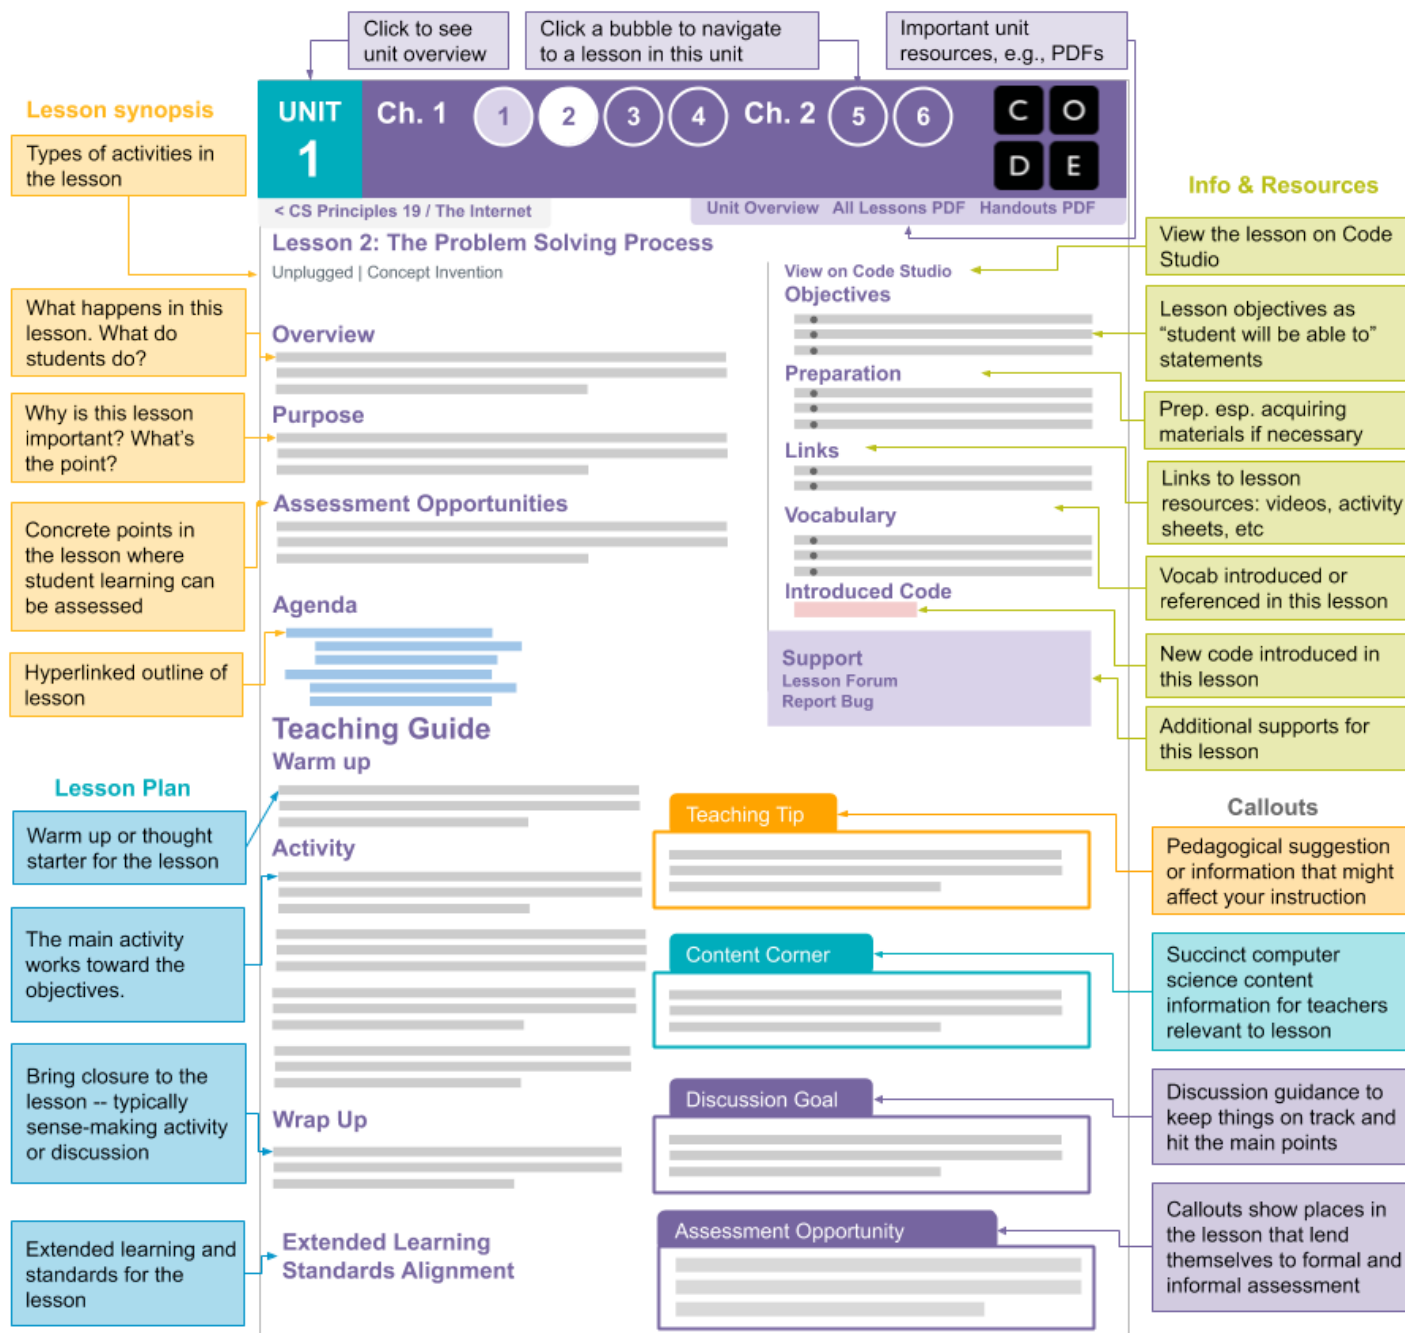 Click to see
unit overview
Click a bubble to navigate
to a lesson in this unit
Important unit
resources, e.g., PDFs
UNIT
1
Ch. 1
1
2
3
4
Ch. 2
5
6
C O
D E
< CS Principles 19 / The Internet
Unit Overview
All Lessons PDF
Handouts PDF
Lesson synopsis
Types of activities in
the lesson
What happens in this
lesson. What do
students do?
Why is this lesson
important? What's
the point?
Concrete points in
the lesson where
student learning can
be assessed
Hyperlinked outline of
lesson
Lesson 2: The Problem Solving Process
Unplugged | Concept Invention
Overview
Purpose
Assessment Opportunities
Agenda
View on Code Studio
Objectives
Preparation
Links
Vocabulary
Introduced Code
Support
Lesson Forum
Report Bug
Info & Resources
View the lesson on Code
Studio
Lesson objectives as
“student will be able to”
statements
Prep. esp. acquiring
materials if necessary
Links to lesson
resources: videos, activity
sheets, etc
Vocab introduced or
referenced in this lesson
New code introduced in
this lesson
Additional supports for
this lesson
Lesson Plan
Warm up or thought
starter for the lesson
The main activity
works toward the
objectives.
Bring closure to the
lesson -- typically
sense-making activity
or discussion
Extended learning and
standards for the
lesson
Teaching Guide
Warm up
Activity
Wrap Up
Extended Learning
Standards Alignment
Teaching Tip
Content Corner
Discussion Goal
Assessment Opportunity
Callouts
Pedagogical suggestion
or information that might
affect your instruction
Succinct computer
science content
information for teachers
relevant to lesson
Discussion guidance to
keep things on track and
hit the main points
Callouts show places in
the lesson that lend
themselves to formal and
informal assessment